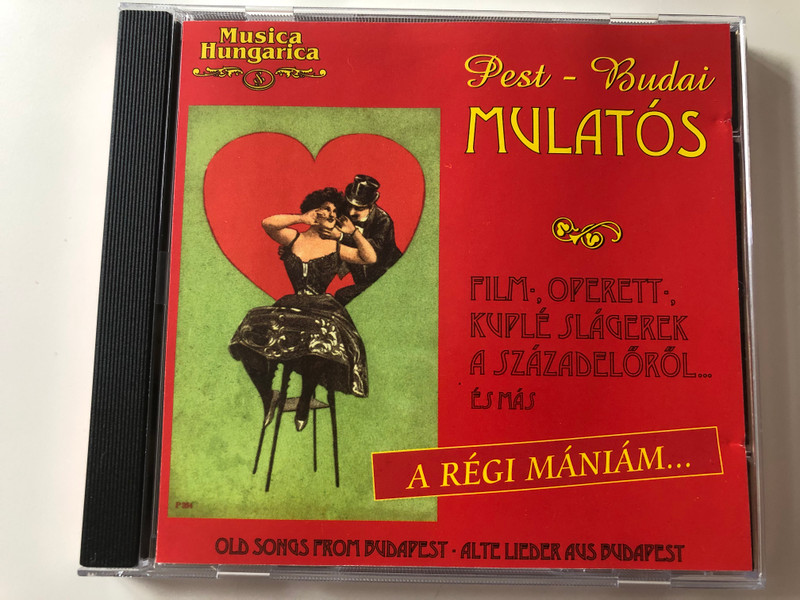 Musica
Hungarica
Pest - Budai
MULATÓS
FILM-, OPERETT-,
KUPLÉ SLÁGEREK
A SZÁZADELŐRŐL...
ÉS MÁS
A RÉGI MÁNIÁM...
OLD SONGS FROM BUDAPEST - ALTE LIEDER AUS BUDAPEST